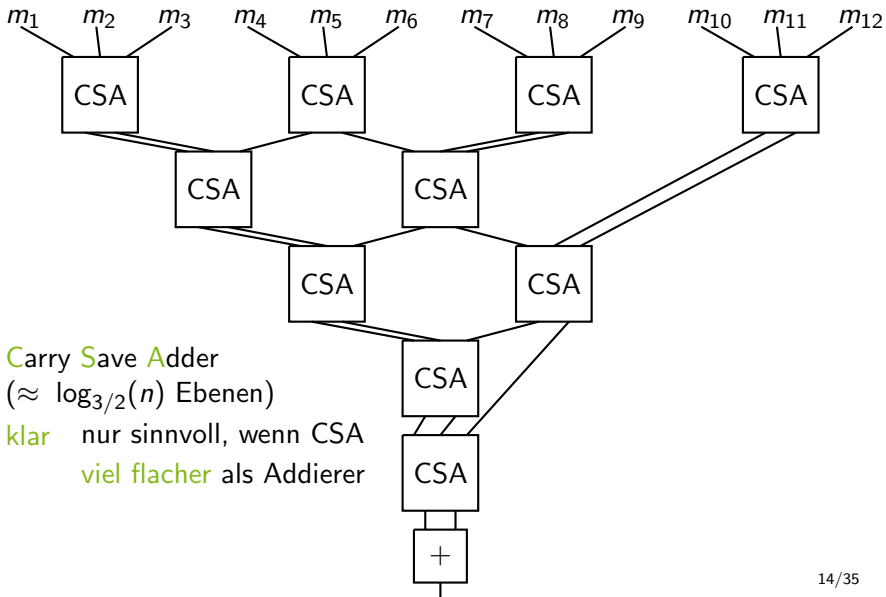 m1 m2 m3 m4 m5 m6 m7 m8 m9 m10 m11 m12
CSA CSA CSA CSA
CSA CSA
CSA CSA
CSA
CSA
+
Carry Save Adder
(≈ log3/2(n) Ebenen)
klar nur sinnvoll, wenn CSA
viel flacher als Addierer
14/35